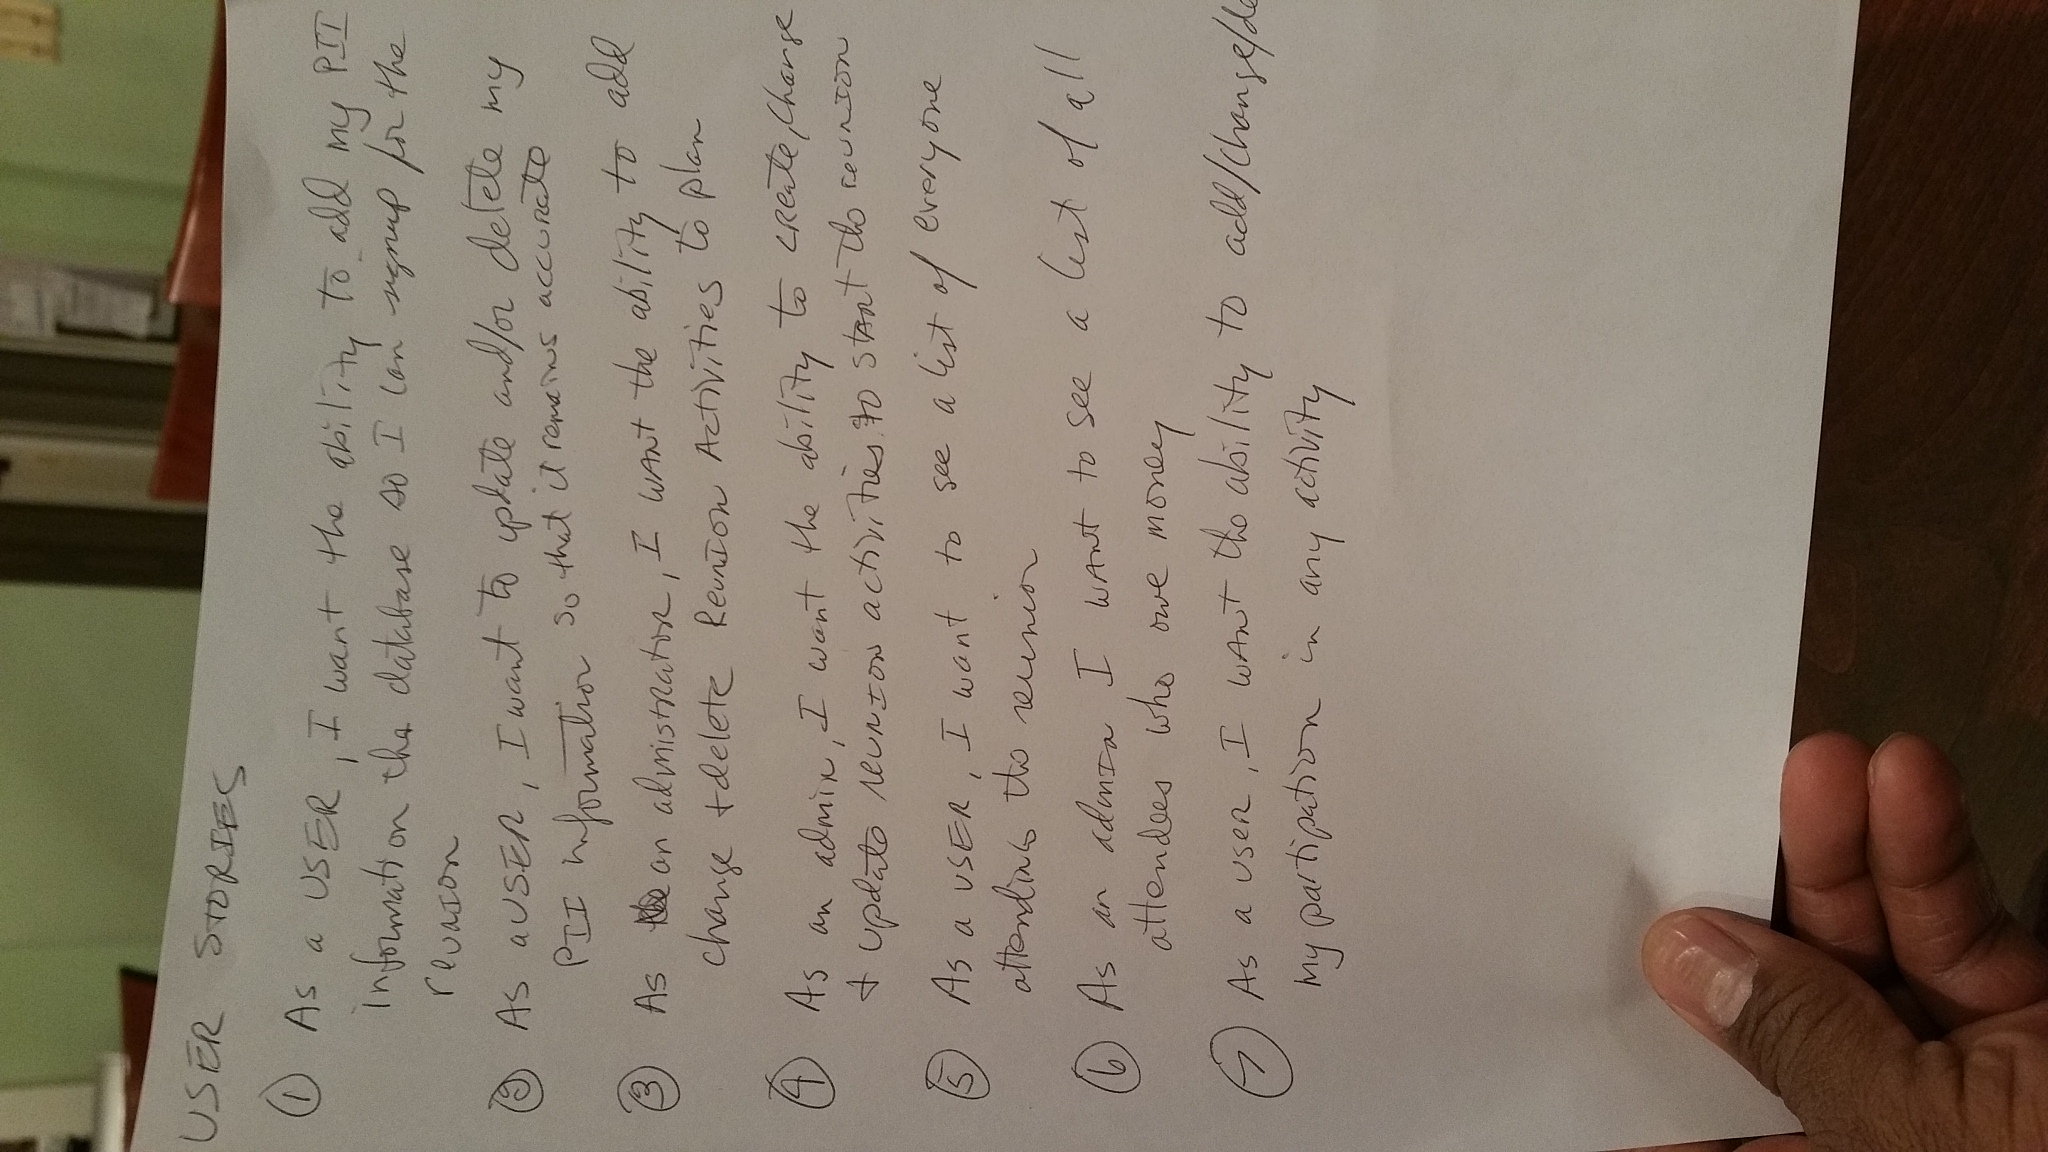 USER STORIES
① As a USER, I want the ability to add my PII
information the database so I can signup for the
reunion
② As a USER, I want to update and/or delete my
PII information so that it remains accurate
③ As an admistrator, I want the ability to add
change + delete Reunion Activities to plan
④ As an admin, I want the ability to create, change
+ update reunion activities to start the reunion
⑤ As a USER, I want to see a list of everyone
attending the reunion
⑥ As an admin I want to see a list of all
attendees who owe money
⑦ As a user, I want the ability to add/change/de
my partipation in any activity